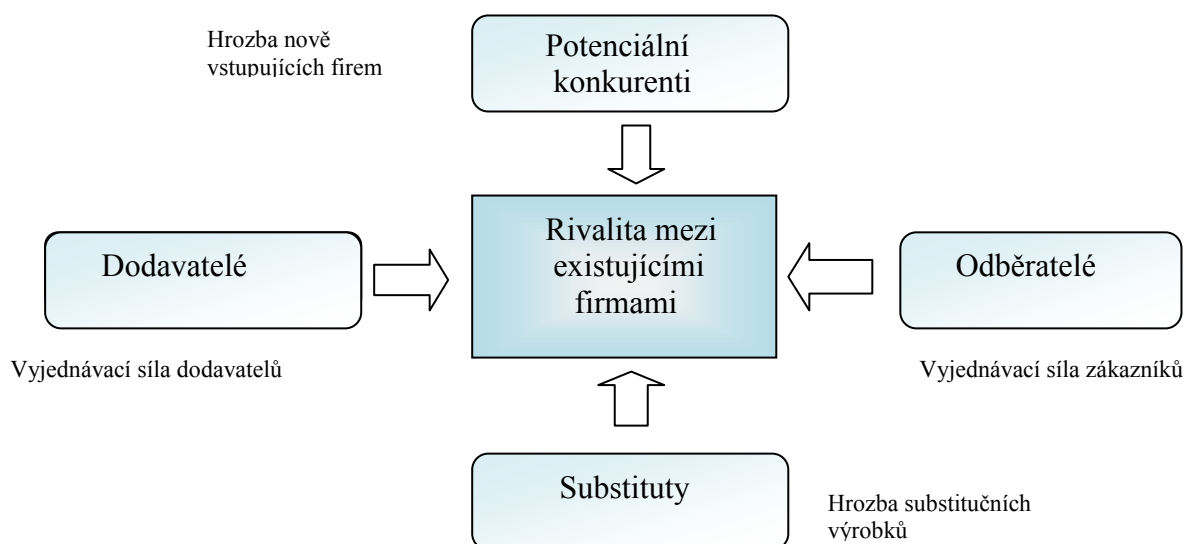 Hrozba nově
vstupujících firem
Potenciální
konkurenti
Dodavatelé
Rivalita mezi
existujícími
firmami
Odběratelé
Vyjednávací síla dodavatelů
Vyjednávací síla zákazníků
Substituty
Hrozba substitučních
výrobků